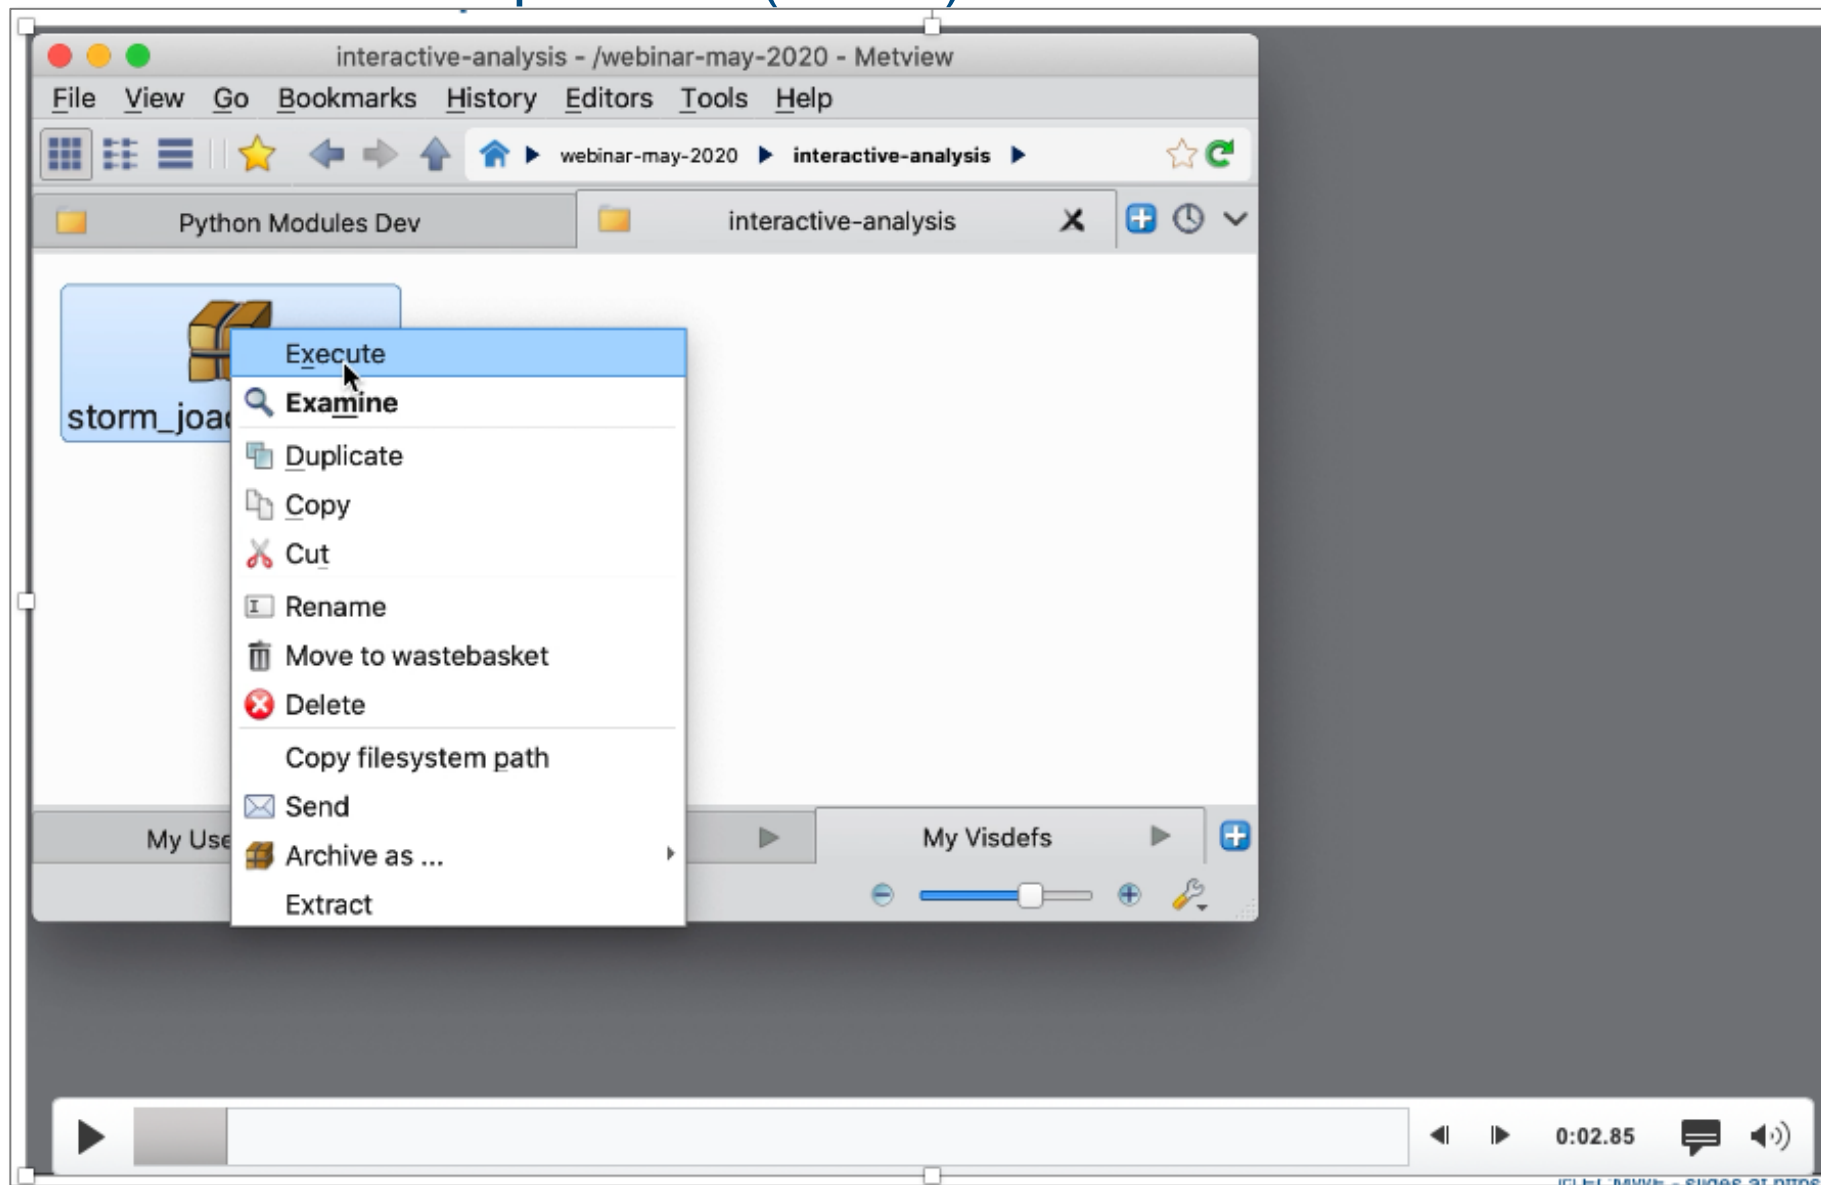 interactive-analysis - /webinar-may-2020 - Metview
File View Go Bookmarks History Editors Tools Help
webinar-may-2020 interactive-analysis
Python Modules Dev interactive-analysis
Execute
Examine
storm_joa
Duplicate
Copy
Cut
Rename
Move to wastebasket
Delete
Copy filesystem path
Send
My Use My Visdefs
Archive as ...
Extract
0:02.85